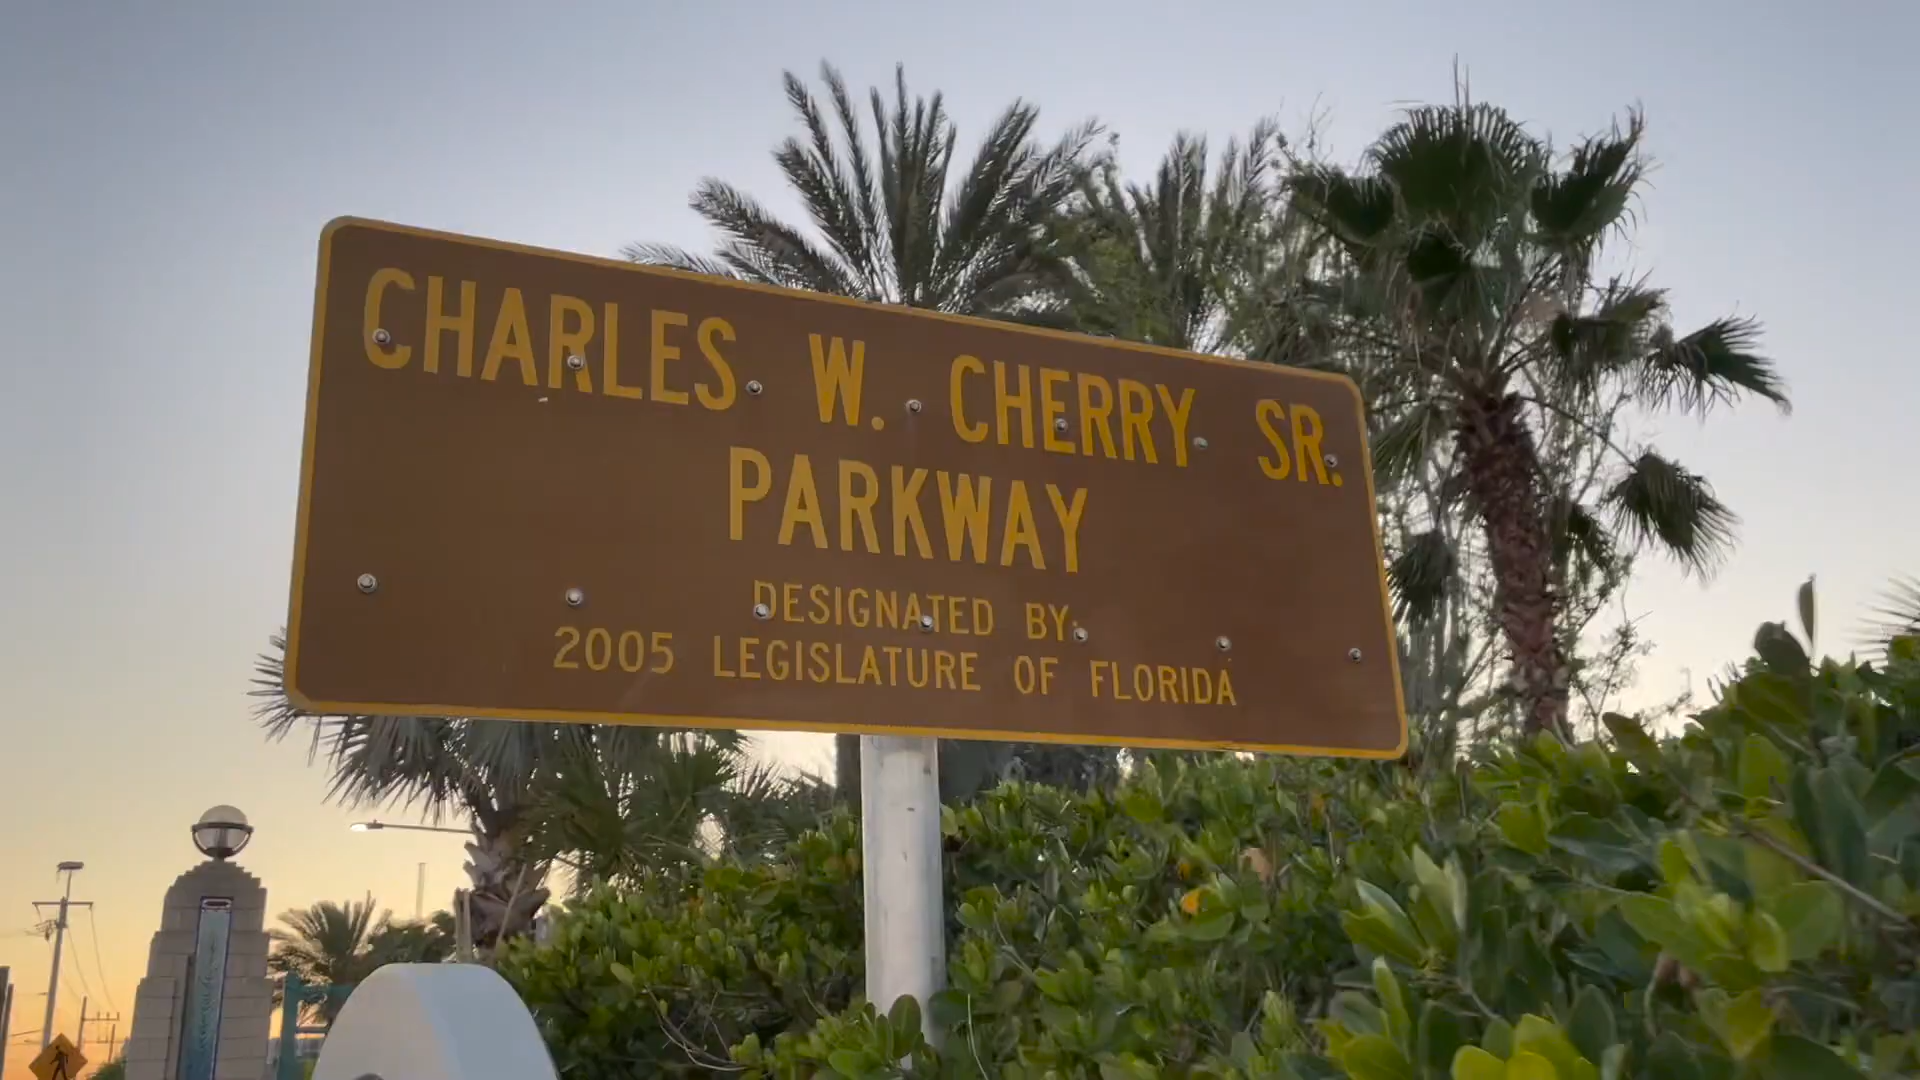 CHARLES W. CHERRY SR.
PARKWAY
DESIGNATED BY:
2005 LEGISLATURE OF FLORIDA